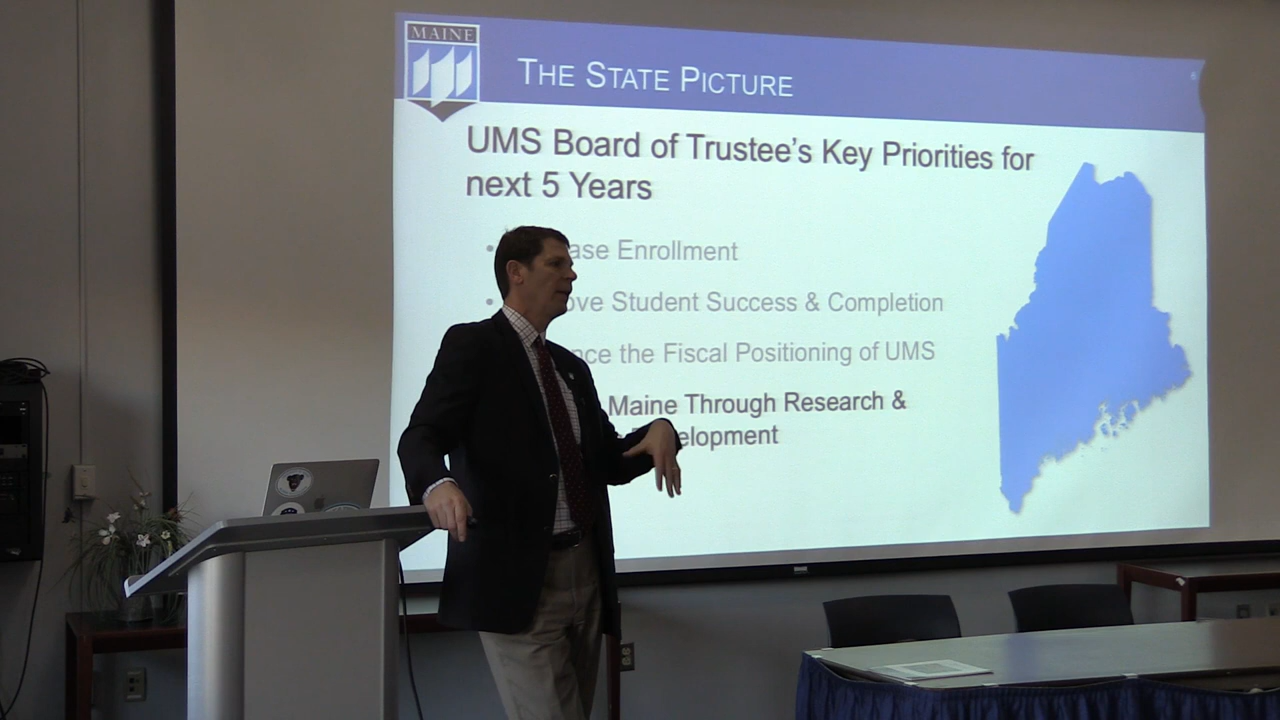 MAINE
THE STATE PICTURE
6
UMS Board of Trustee's Key Priorities for
next 5 Years
ase Enrollment
ove Student Success & Completion
nce the Fiscal Positioning of UMS
Maine Through Research &
elopment